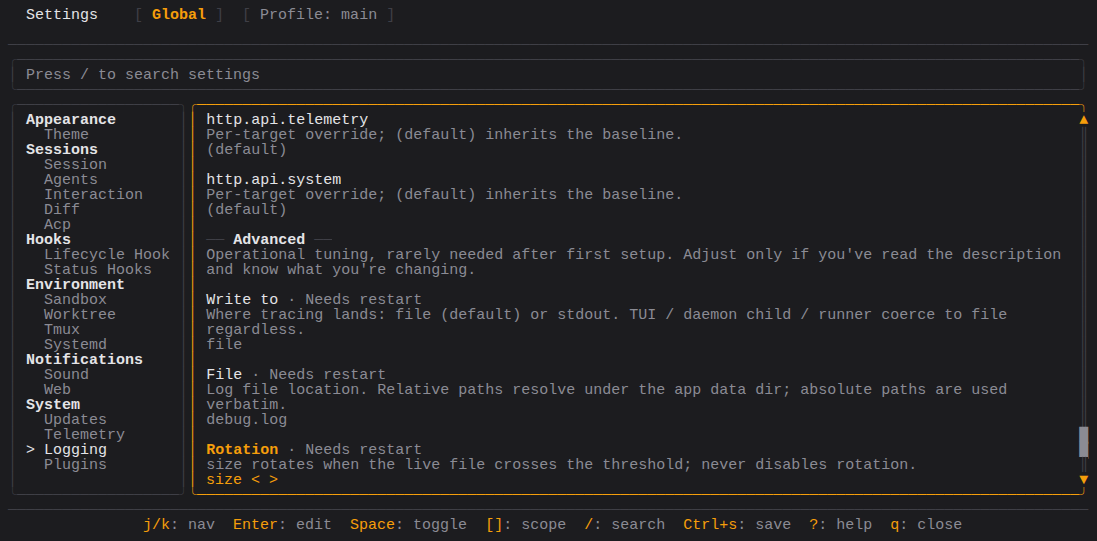 Settings [ Global ] [ Profile: main ]
Press / to search settings
Appearance
Theme
Sessions
Session
Agents
Interaction
Diff
Acp
Hooks
Lifecycle Hook
Status Hooks
Environment
Sandbox
Worktree
Tmux
Systemd
Notifications
Sound
Web
System
Updates
Telemetry
> Logging
Plugins
http.api.telemetry
Per-target override; (default) inherits the baseline.
(default)
http.api.system
Per-target override; (default) inherits the baseline.
(default)
── Advanced ──
Operational tuning, rarely needed after first setup. Adjust only if you've read the description
and know what you're changing.
Write to · Needs restart
Where tracing lands: file (default) or stdout. TUI / daemon child / runner coerce to file
regardless.
file
File · Needs restart
Log file location. Relative paths resolve under the app data dir; absolute paths are used
verbatim.
debug.log
Rotation · Needs restart
size rotates when the live file crosses the threshold; never disables rotation.
size < >
j/k: nav Enter: edit Space: toggle []: scope /: search Ctrl+s: save ?: help q: close